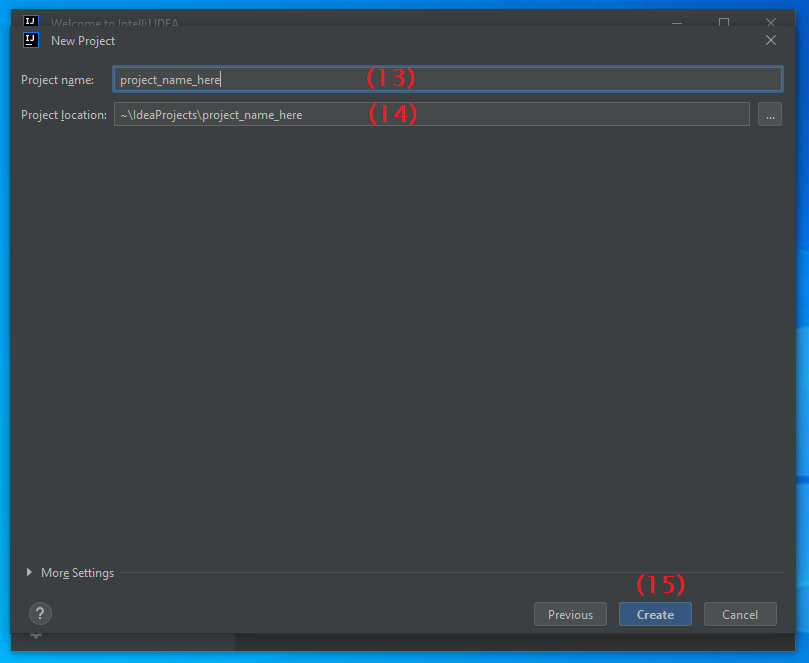 IJ Welcome to IntelliJ IDEA
IJ New Project
Project name: project_name_here (13)
Project location: ~\IdeaProjects\project_name_here (14) ...
More Settings
(15)
? Previous Create Cancel